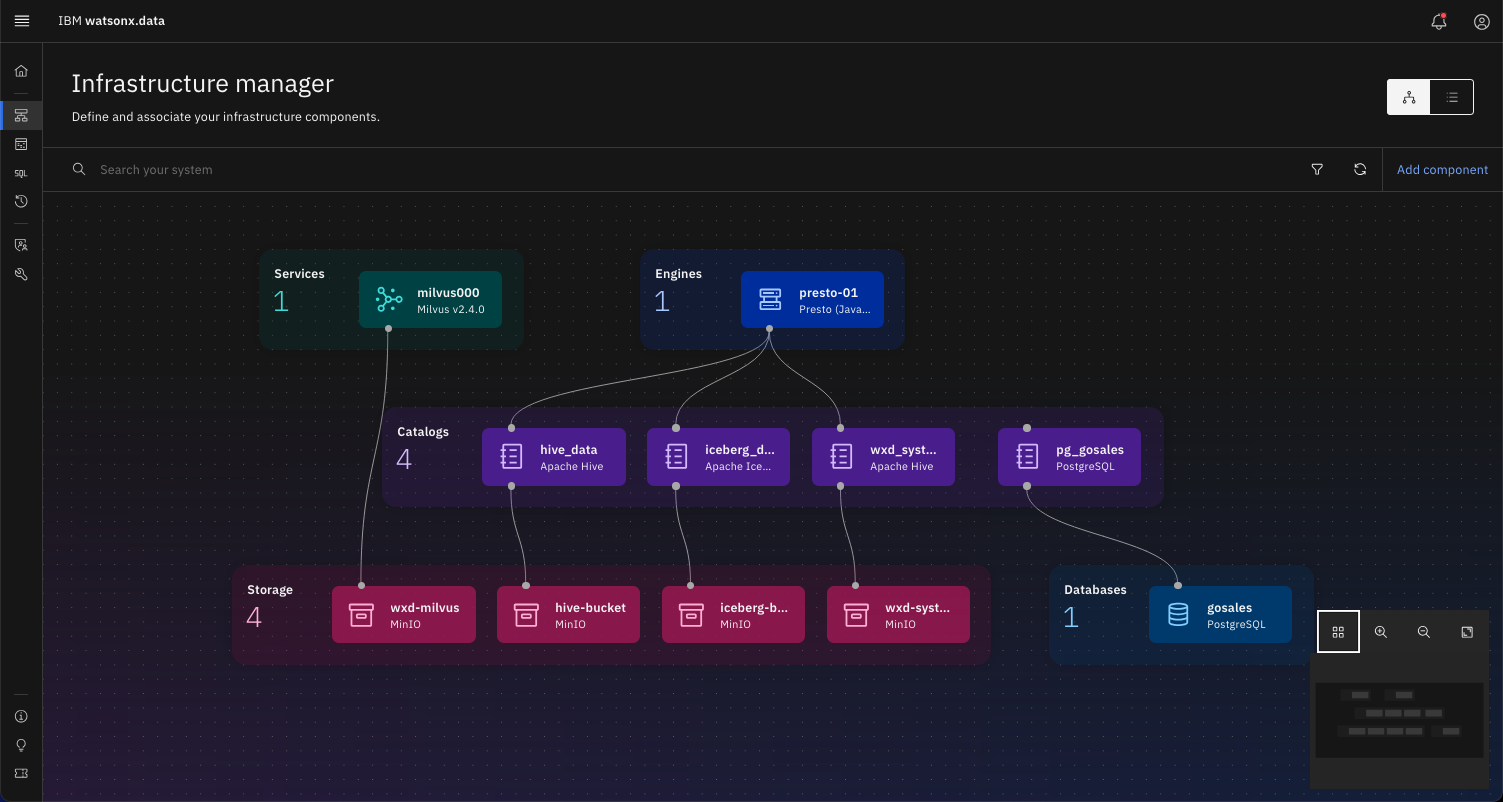 IBM watsonx.data
Infrastructure manager
Define and associate your infrastructure components.
Search your system
Add component
SQL
Services
1
milvus000
Milvus v2.4.0
Engines
1
presto-01
Presto (Java...
Catalogs
4
hive_data
Apache Hive
iceberg_d...
Apache Ice...
wxd_syst...
Apache Hive
pg_gosales
PostgreSQL
Storage
4
wxd-milvus
MinIO
hive-bucket
MinIO
iceberg-b...
MinIO
wxd-syst...
MinIO
Databases
1
gosales
PostgreSQL